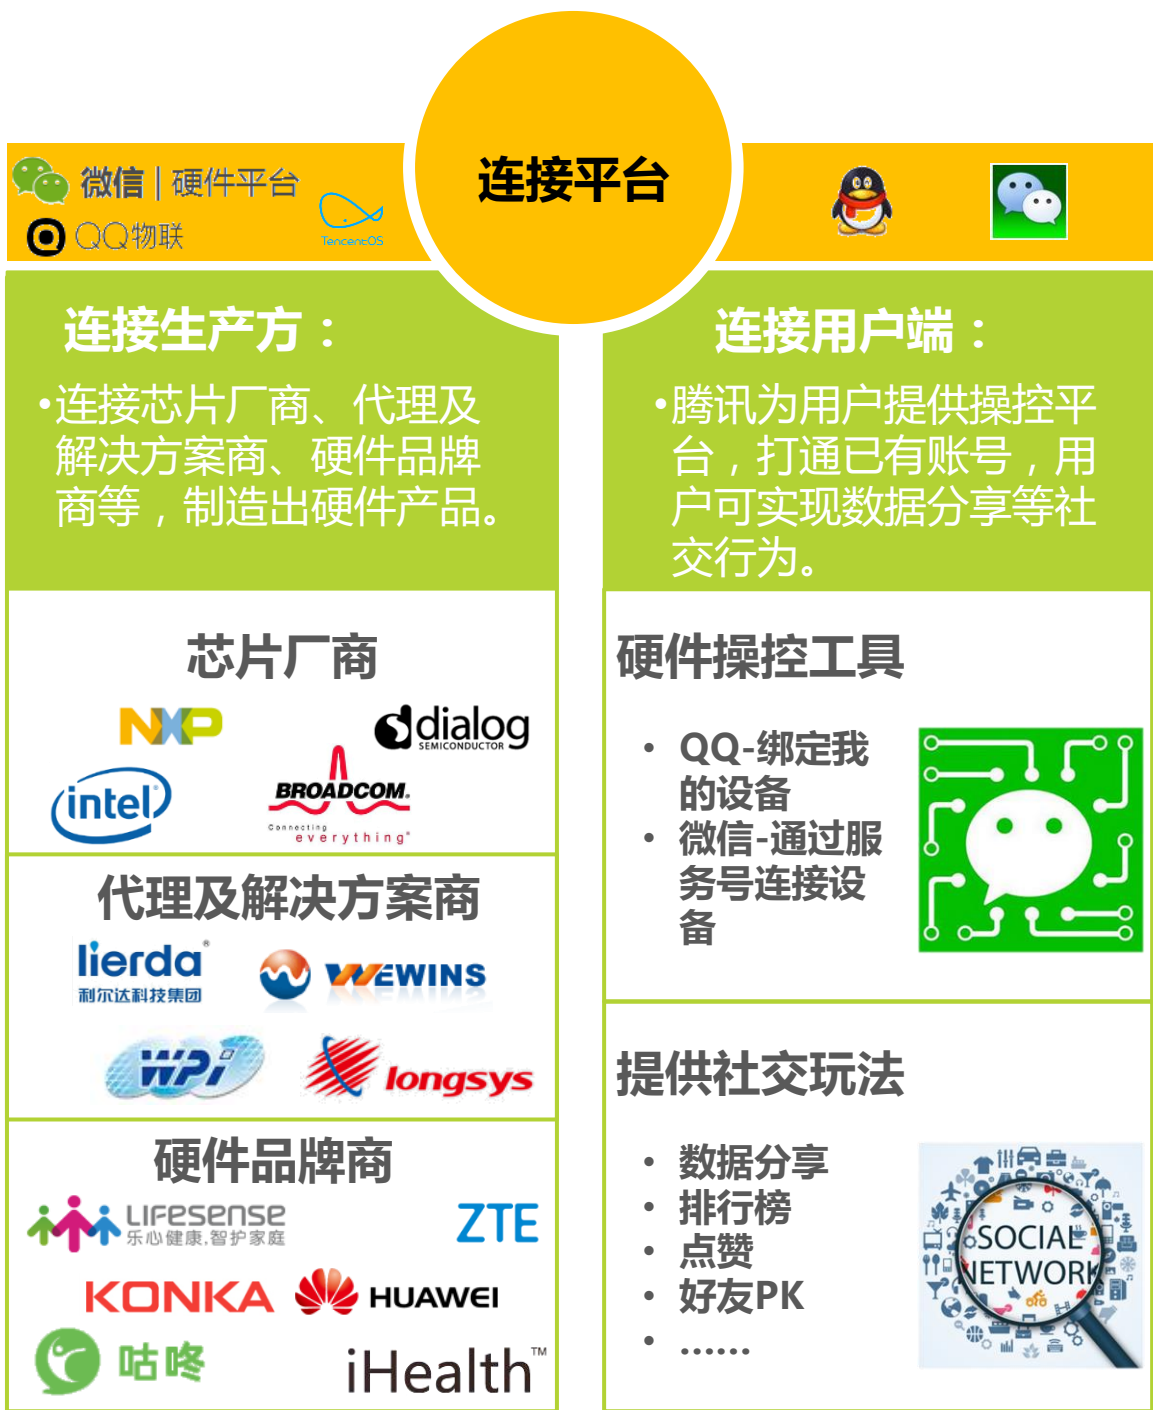 连接平台
微信 | 硬件平台
QQ物联
TencentOS
连接生产方：
•连接芯片厂商、代理及
解决方案商、硬件品牌
商等，制造出硬件产品。
芯片厂商
NXP
dialog
SEMICONDUCTOR
intel
BROADCOM.
Connecting
everything®
代理及解决方案商
lierda®
利尔达科技集团
WEWINS
WPi
longsys
硬件品牌商
LIFESENSE
乐心健康.智护家庭
ZTE
KONKA
HUAWEI
咕咚
iHealth™
连接用户端：
•腾讯为用户提供操控平
台，打通已有账号，用
户可实现数据分享等社
交行为。
硬件操控工具
• QQ-绑定我
的设备
• 微信-通过服
务号连接设
备
提供社交玩法
• 数据分享
• 排行榜
• 点赞
• 好友PK
• ……
SOCIAL
NETWORK